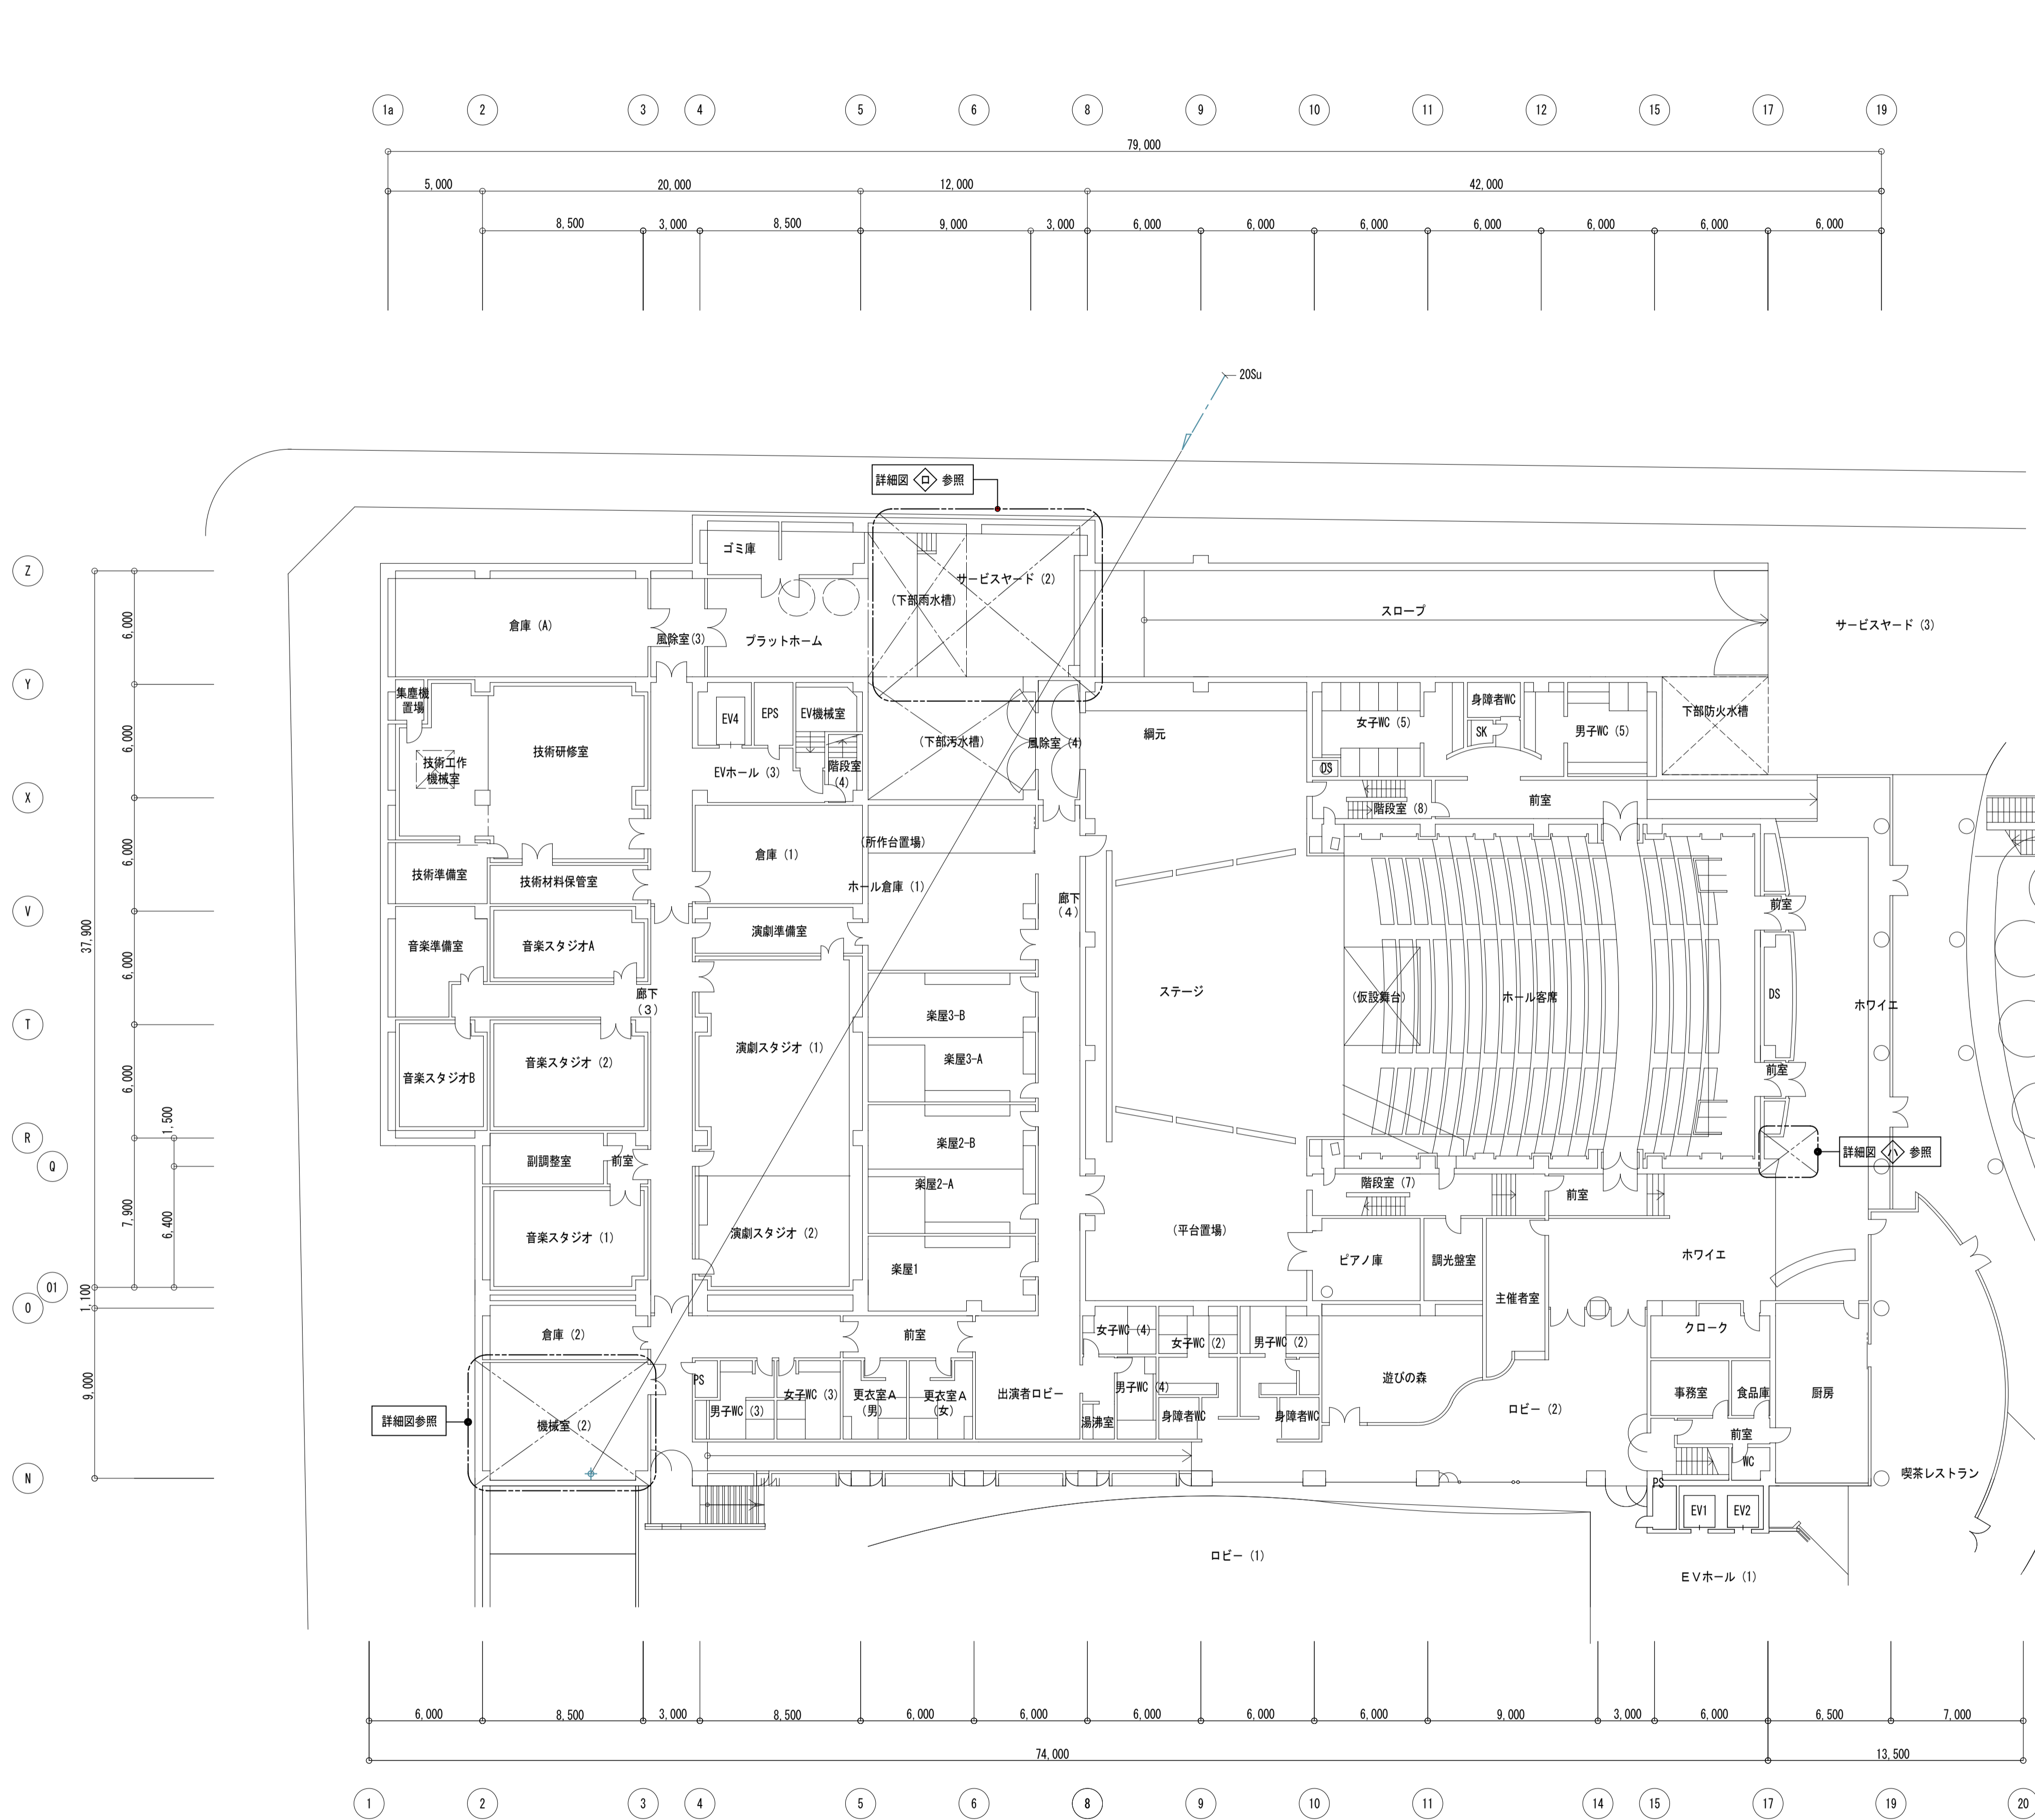 1a 2 3 4 5 6 8 9 10 11 12 15 17 19
79,000
5,000 20,000 12,000 42,000
8,500 3,000 8,500 9,000 3,000 6,000 6,000 6,000 6,000 6,000 6,000 6,000
20Su
詳細図 ロ 参照
ゴミ庫
サービスヤード (2)
(下部雨水槽)
スロープ
サービスヤード (3)
倉庫 (A)
風除室(3)
プラットホーム
集塵機
置場
EV4
EPS
EV機械室
(下部汚水槽)
風除室 (4)
綱元
女子WC (5)
身障者WC
SK
男子WC (5)
下部防火水槽
技術研修室
技術工作
機械室
EVホール (3)
階段室
(4)
DS
階段室 (8)
前室
倉庫 (1)
(所作台置場)
技術準備室
技術材料保管室
ホール倉庫 (1)
廊下
(4)
前室
音楽準備室
音楽スタジオA
演劇準備室
廊下
(3)
ステージ
(仮設舞台)
ホール客席
DS
ホワイエ
楽屋3-B
演劇スタジオ (1)
楽屋3-A
音楽スタジオB
音楽スタジオ (2)
前室
楽屋2-B
副調整室
前室
詳細図 ハ 参照
楽屋2-A
階段室 (7)
前室
音楽スタジオ (1)
演劇スタジオ (2)
(平台置場)
ピアノ庫
調光盤室
ホワイエ
楽屋1
主催者室
倉庫 (2)
前室
女子WC (4)
女子WC (2)
男子WC (2)
クローク
PS
男子WC (3)
女子WC (3)
更衣室A
(男)
更衣室A
(女)
出演者ロビー
男子WC (4)
湯沸室
身障者WC
身障者WC
遊びの森
ロビー (2)
事務室
食品庫
厨房
詳細図参照
機械室 (2)
前室
WC
喫茶レストラン
PS
EV1
EV2
ロビー (1)
EVホール (1)
Z
Y
X
V
T
R
Q
O1
O
N
6,000
6,000
6,000
6,000
6,000
37,900
1,500
7,900
6,400
1,100
9,000
6,000 8,500 3,000 8,500 6,000 6,000 6,000 6,000 6,000 9,000 3,000 6,000 6,500 7,000
74,000 13,500
1 2 3 4 5 6 8 9 10 11 14 15 17 19 20